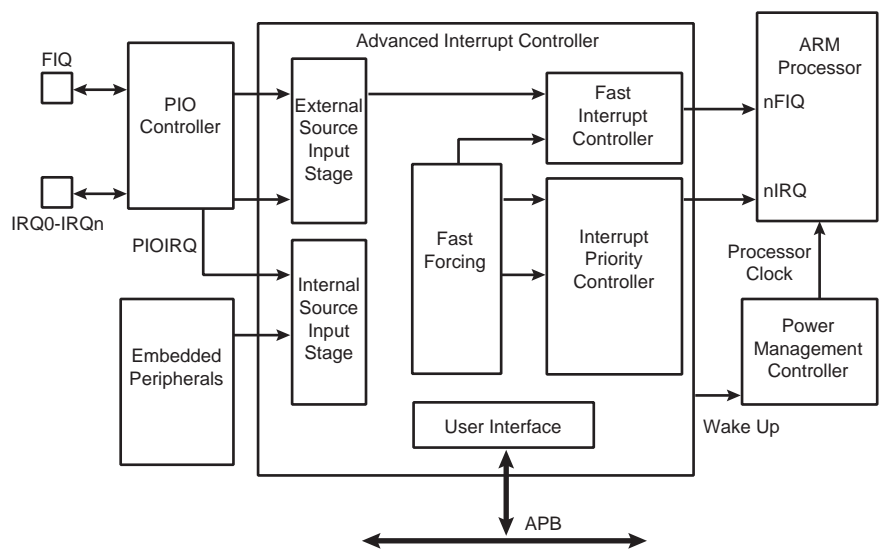 FIQ
IRQ0-IRQn
PIO
Controller
PIOIRQ
Embedded
Peripherals
Advanced Interrupt Controller
External
Source
Input
Stage
Internal
Source
Input
Stage
Fast
Forcing
Fast
Interrupt
Controller
Interrupt
Priority
Controller
User Interface
APB
ARM
Processor
nFIQ
nIRQ
Processor
Clock
Power
Management
Controller
Wake Up